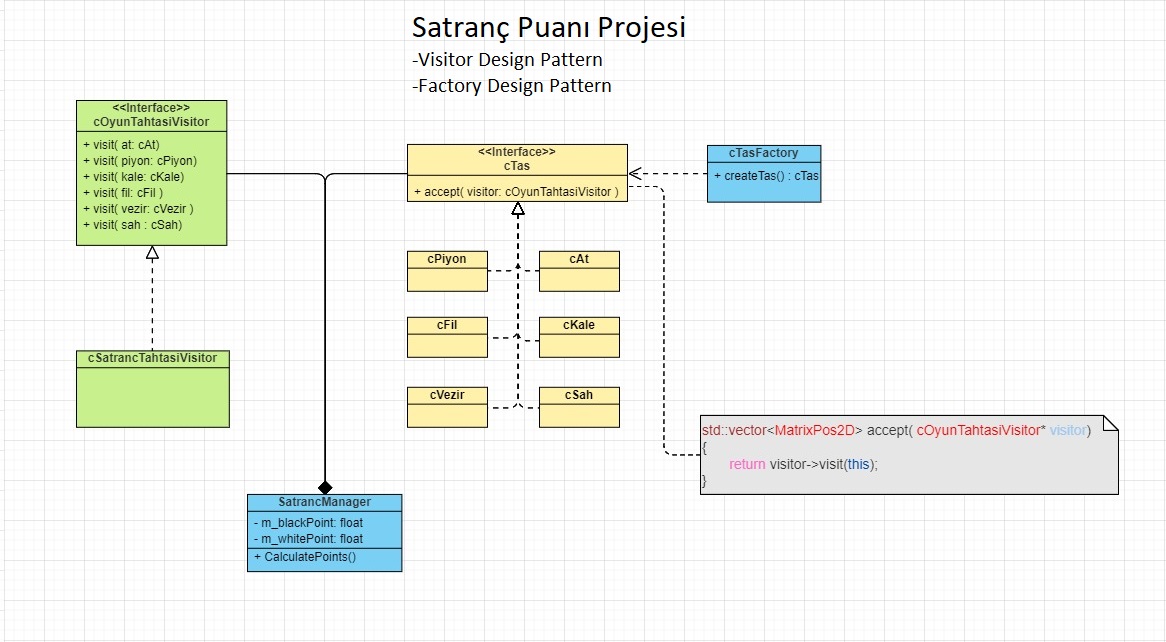 Satranç Puanı Projesi
-Visitor Design Pattern
-Factory Design Pattern
<<Interface>>
cOyunTahtasiVisitor
+ visit( at: cAt)
+ visit( piyon: cPiyon)
+ visit( kale: cKale)
+ visit( fil: cFil )
+ visit( vezir: cVezir )
+ visit( sah : cSah)
<<Interface>>
cTas
+ accept( visitor: cOyunTahtasiVisitor )
cTasFactory
+ createTas() : cTas
cPiyon
cAt
cFil
cKale
cVezir
cSah
cSatrancTahtasiVisitor
std::vector<MatrixPos2D> accept( cOyunTahtasiVisitor* visitor)
{
return visitor->visit(this);
}
SatrancManager
- m_blackPoint: float
- m_whitePoint: float
+ CalculatePoints()